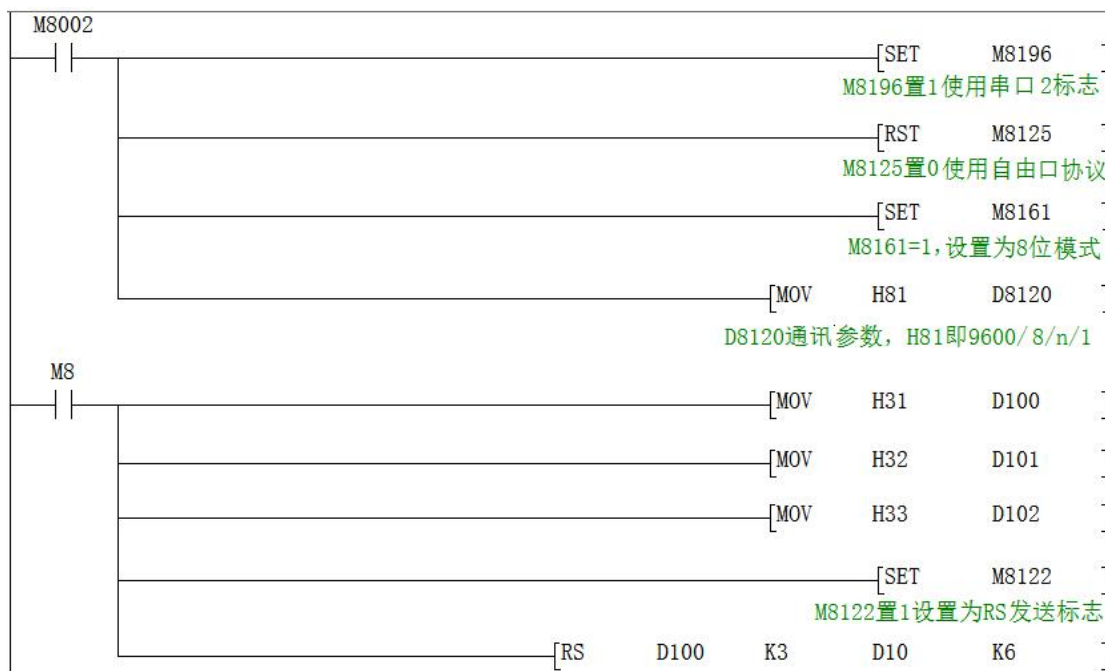 M8002
[SET M8196 ]
M8196置1使用串口2标志
[RST M8125 ]
M8125置0使用自由口协议
[SET M8161 ]
M8161=1,设置为8位模式
[MOV H81 D8120 ]
D8120通讯参数，H81即9600/8/n/1
M8
[MOV H31 D100 ]
[MOV H32 D101 ]
[MOV H33 D102 ]
[SET M8122 ]
M8122置1设置为RS发送标志
[RS D100 K3 D10 K6 ]